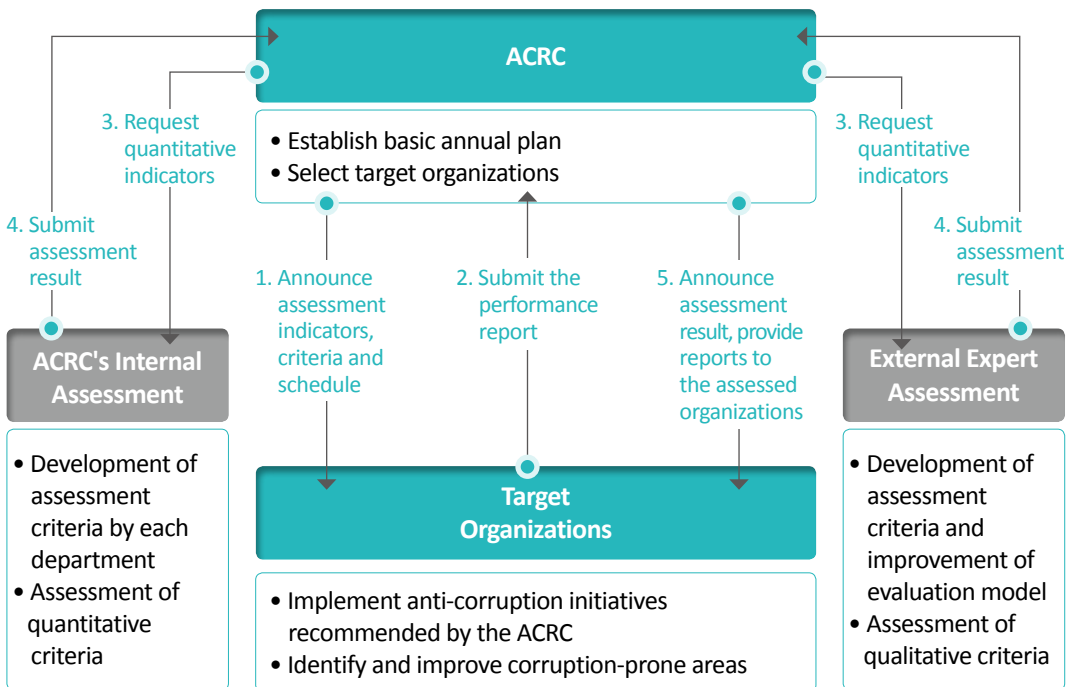 ACRC
• Establish basic annual plan
• Select target organizations
3. Request
quantitative
indicators
4. Submit
assessment
result
1. Announce
assessment
indicators,
criteria and
schedule
2. Submit the
performance
report
5. Announce
assessment
result, provide
reports to
the assessed
organizations
3. Request
quantitative
indicators
4. Submit
assessment
result
ACRC's Internal
Assessment
• Development of
assessment
criteria by each
department
• Assessment of
quantitative
criteria
Target
Organizations
• Implement anti-corruption initiatives
recommended by the ACRC
• Identify and improve corruption-prone areas
External Expert
Assessment
• Development of
assessment
criteria and
improvement of
evaluation model
• Assessment of
qualitative criteria